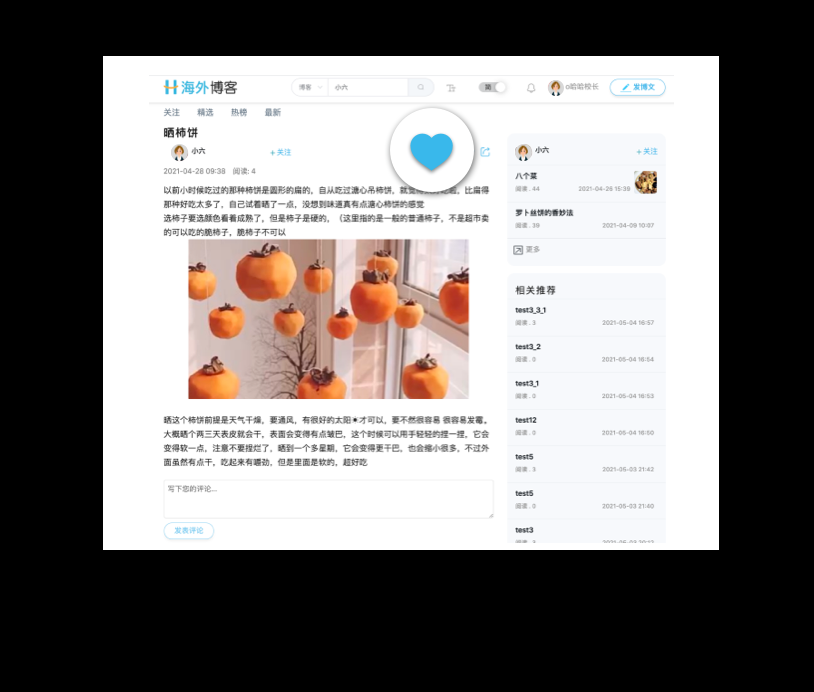 海外博客
博客
小六
Tr
简
o哈哈校长
发博文
关注
精选
热榜
最新
晒柿饼
小六
+ 关注
2021-04-28 09:38 阅读: 4
以前小时候吃过的那种柿饼是圆形的扁的，自从吃过溏心吊柿饼，就觉 比扁得
那种好吃太多了，自己试着晒了一点，没想到味道真有点溏心柿饼的感觉
选柿子要选颜色看着成熟了，但是柿子是硬的，（这里指的是一般的普通柿子，不是超市卖
的可以吃的脆柿子，脆柿子不可以
晒这个柿饼前提是天气干燥，要通风，有很好的太阳☀才可以，要不然很容易 很容易发霉。
大概晒个两三天表皮就会干，表面会变得有点皱巴，这个时候可以用手轻轻的捏一捏，它会
变得软一点，注意不要捏烂了，晒到一个多星期，它会变得更干巴，也会缩小很多，不过外
面虽然有点干，吃起来有嚼劲，但是里面是软的，超好吃
写下您的评论...
发表评论
小六
+ 关注
八个菜
阅读 . 44 2021-04-26 15:38
萝卜丝饼的香妙法
阅读 . 39 2021-04-09 10:07
更多
相关推荐
test3_3_1
阅读 . 3 2021-05-04 16:57
test3_2
阅读 . 0 2021-05-04 16:54
test3_1
阅读 . 0 2021-05-04 16:53
test12
阅读 . 0 2021-05-04 16:50
test5
阅读 . 3 2021-05-03 21:42
test5
阅读 . 0 2021-05-03 21:40
test3